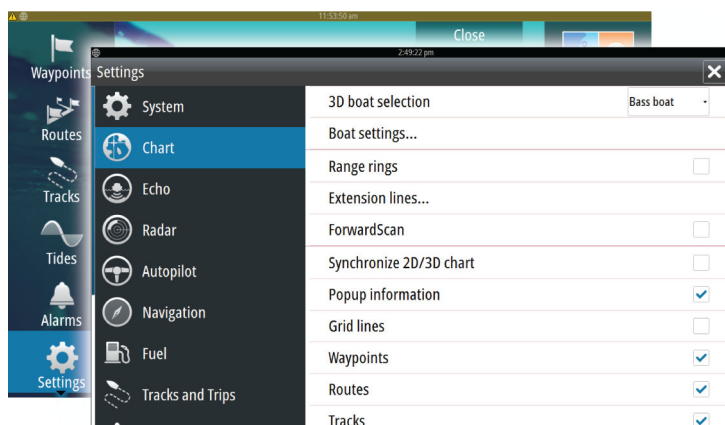 11:53:50 am
Close
Waypoints
Routes
Tracks
Tides
Alarms
Settings
2:49:22 pm
Settings
System
Chart
Echo
Radar
Autopilot
Navigation
Fuel
Tracks and Trips
3D boat selection
Bass boat
Boat settings...
Range rings
Extension lines...
ForwardScan
Synchronize 2D/3D chart
Popup information
Grid lines
Waypoints
Routes
Tracks